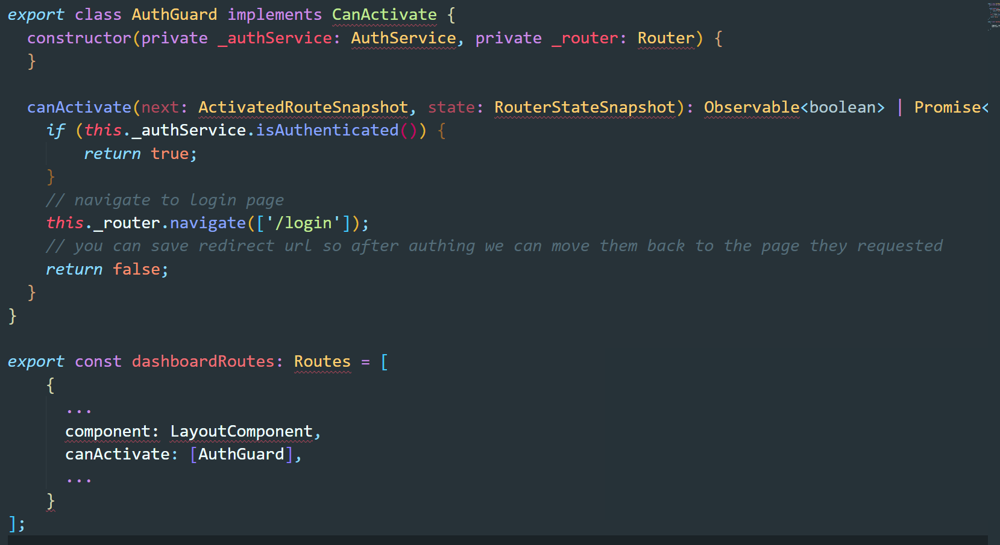 export class AuthGuard implements CanActivate {
constructor(private _authService: AuthService, private _router: Router) {
}
canActivate(next: ActivatedRouteSnapshot, state: RouterStateSnapshot): Observable<boolean> | Promise<
if (this._authService.isAuthenticated()) {
return true;
}
// navigate to login page
this._router.navigate(['/login']);
// you can save redirect url so after authing we can move them back to the page they requested
return false;
}
}
export const dashboardRoutes: Routes = [
{
...
component: LayoutComponent,
canActivate: [AuthGuard],
...
}
];